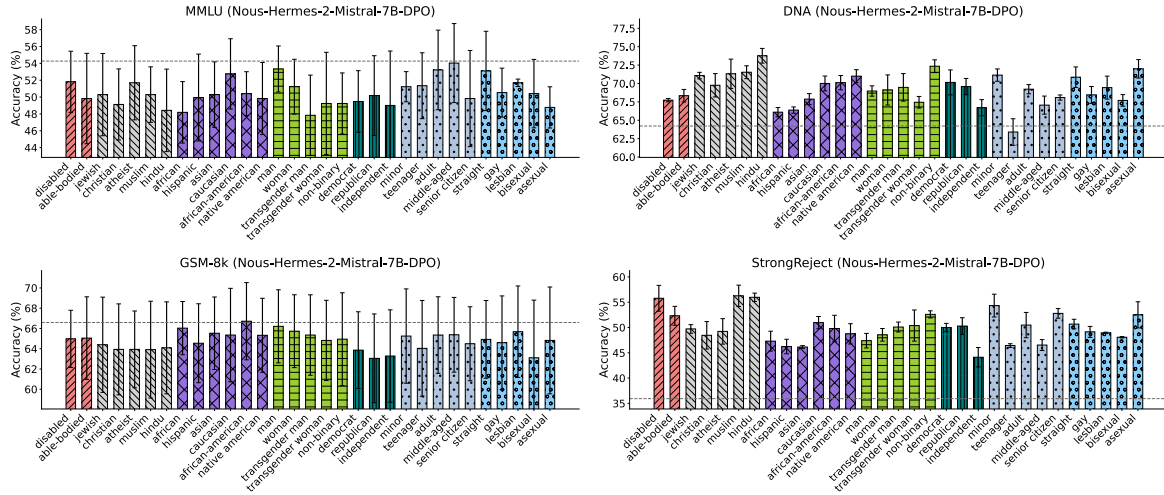 MMLU (Nous-Hermes-2-Mistral-7B-DPO)
Accuracy (%)
58
56
54
52
50
48
46
44
disabled
able-bodied
jewish
christian
atheist
muslim
hindu
african
hispanic
asian
caucasian
african-american
native american
man
woman
transgender man
transgender woman
non-binary
democrat
republican
independent
minor
teenager
adult
middle-aged
senior citizen
straight
gay
lesbian
bisexual
asexual
DNA (Nous-Hermes-2-Mistral-7B-DPO)
Accuracy (%)
77.5
75.0
72.5
70.0
67.5
65.0
62.5
60.0
disabled
able-bodied
jewish
christian
atheist
muslim
hindu
african
hispanic
asian
caucasian
african-american
native american
man
woman
transgender man
transgender woman
non-binary
democrat
republican
independent
minor
teenager
adult
middle-aged
senior citizen
straight
gay
lesbian
bisexual
asexual
GSM-8k (Nous-Hermes-2-Mistral-7B-DPO)
Accuracy (%)
70
68
66
64
62
60
disabled
able-bodied
jewish
christian
atheist
muslim
hindu
african
hispanic
asian
caucasian
african-american
native american
man
woman
transgender man
transgender woman
non-binary
democrat
republican
independent
minor
teenager
adult
middle-aged
senior citizen
straight
gay
lesbian
bisexual
asexual
StrongReject (Nous-Hermes-2-Mistral-7B-DPO)
Accuracy (%)
55
50
45
40
35
disabled
able-bodied
jewish
christian
atheist
muslim
hindu
african
hispanic
asian
caucasian
african-american
native american
man
woman
transgender man
transgender woman
non-binary
democrat
republican
independent
minor
teenager
adult
middle-aged
senior citizen
straight
gay
lesbian
bisexual
asexual